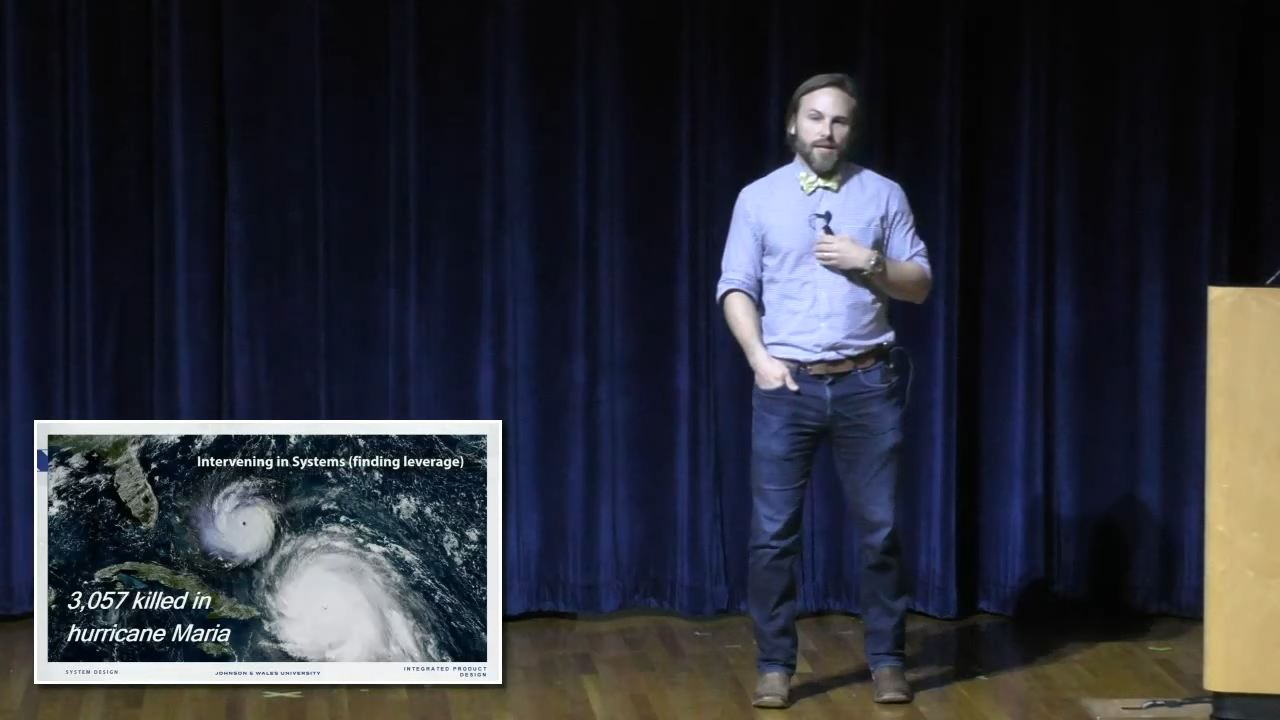 Intervening in Systems (finding leverage)
3,057 killed in
hurricane Maria
SYSTEM DESIGN
JOHNSON & WALES UNIVERSITY
INTEGRATED PRODUCT
DESIGN